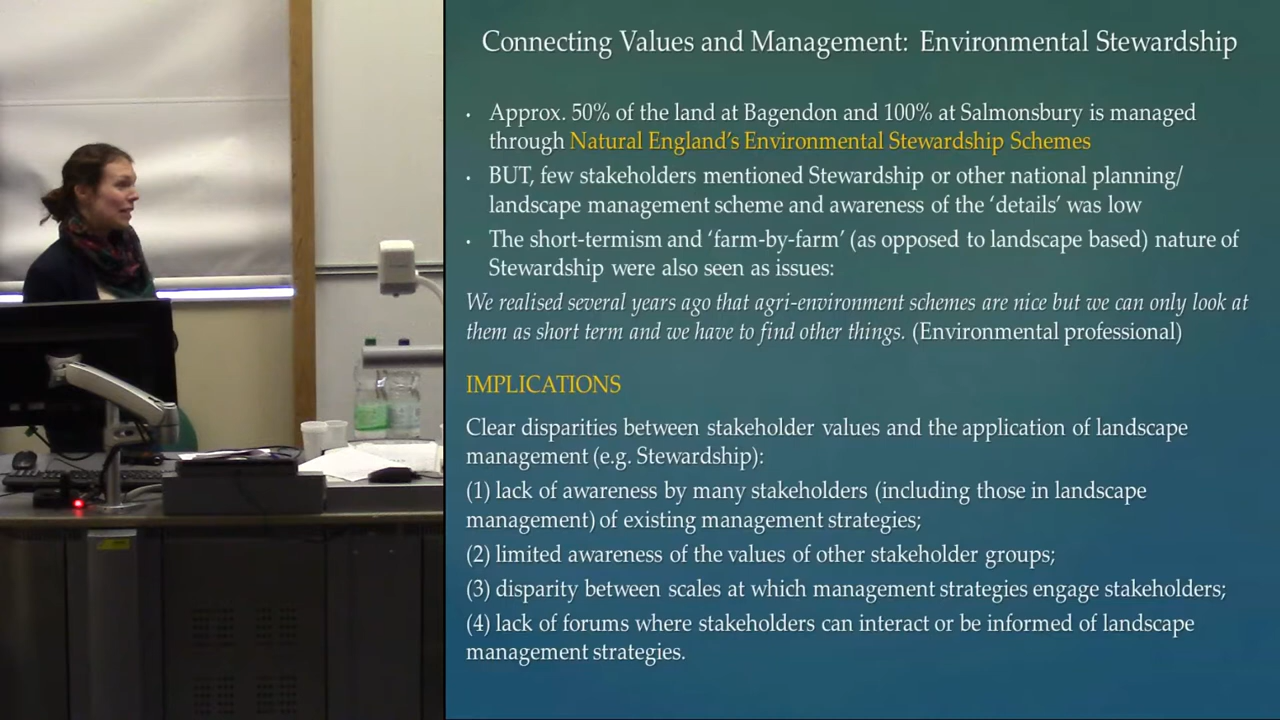 Connecting Values and Management: Environmental Stewardship
• Approx. 50% of the land at Bagendon and 100% at Salmonsbury is managed
through Natural England's Environmental Stewardship Schemes
• BUT, few stakeholders mentioned Stewardship or other national planning/
landscape management scheme and awareness of the 'details' was low
• The short-termism and 'farm-by-farm' (as opposed to landscape based) nature of
Stewardship were also seen as issues:
We realised several years ago that agri-environment schemes are nice but we can only look at
them as short term and we have to find other things. (Environmental professional)
IMPLICATIONS
Clear disparities between stakeholder values and the application of landscape
management (e.g. Stewardship):
(1) lack of awareness by many stakeholders (including those in landscape
management) of existing management strategies;
(2) limited awareness of the values of other stakeholder groups;
(3) disparity between scales at which management strategies engage stakeholders;
(4) lack of forums where stakeholders can interact or be informed of landscape
management strategies.